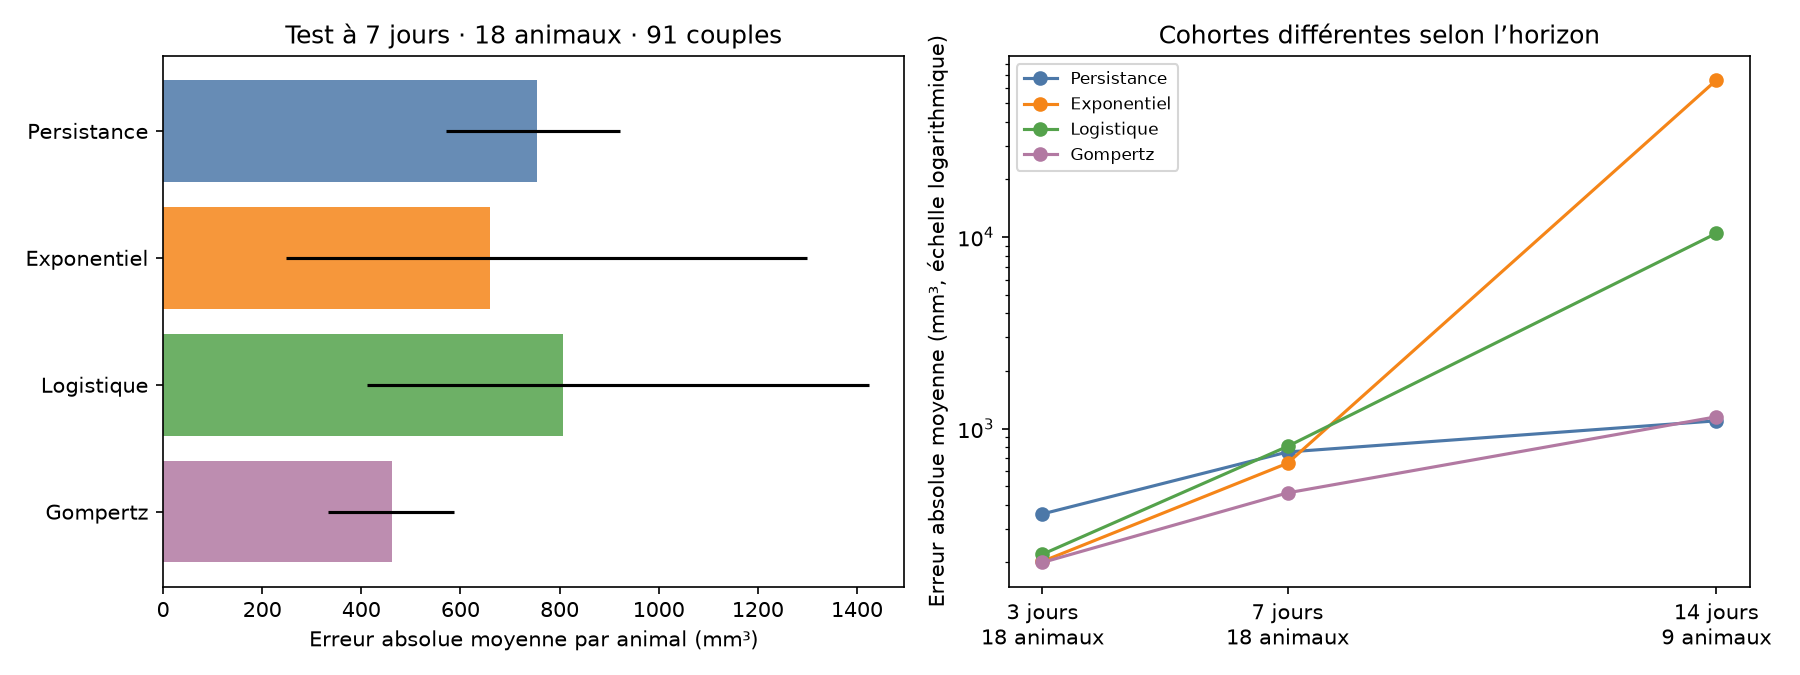 Test à 7 jours · 18 animaux · 91 couples
Persistance
Exponentiel
Logistique
Gompertz
0 200 400 600 800 1000 1200 1400
Erreur absolue moyenne par animal (mm³)
Cohortes différentes selon l’horizon
Erreur absolue moyenne (mm³, échelle logarithmique)
Persistance
Exponentiel
Logistique
Gompertz
10⁴
10³
3 jours
18 animaux
7 jours
18 animaux
14 jours
9 animaux